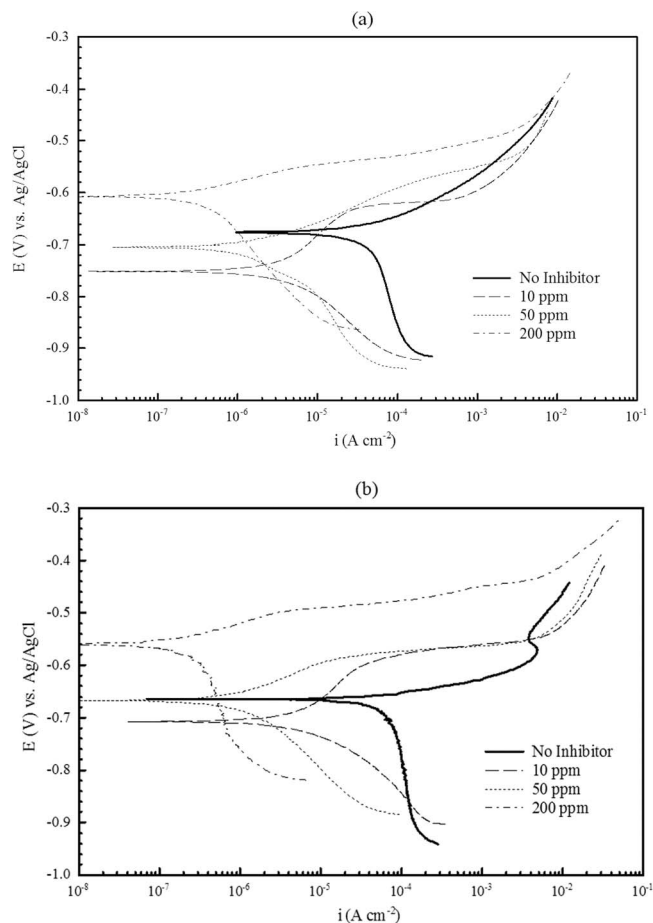 (a)
-0.3
-0.4
-0.5
-0.6
-0.7
-0.8
-0.9
-1.0
E (V) vs. Ag/AgCl
No Inhibitor
10 ppm
50 ppm
200 ppm
10⁻⁸ 10⁻⁷ 10⁻⁶ 10⁻⁵ 10⁻⁴ 10⁻³ 10⁻² 10⁻¹
i (A cm⁻²)
(b)
-0.3
-0.4
-0.5
-0.6
-0.7
-0.8
-0.9
-1.0
E (V) vs. Ag/AgCl
No Inhibitor
10 ppm
50 ppm
200 ppm
10⁻⁸ 10⁻⁷ 10⁻⁶ 10⁻⁵ 10⁻⁴ 10⁻³ 10⁻² 10⁻¹
i (A cm⁻²)